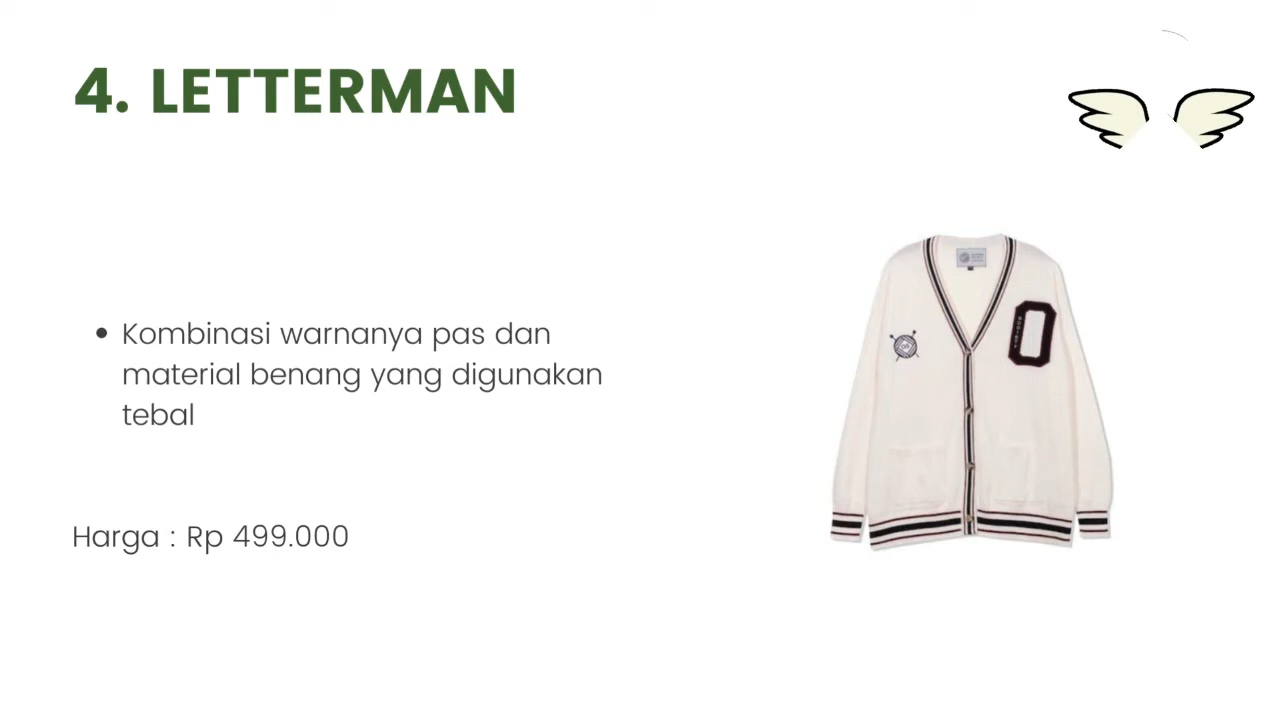 4. LETTERMAN
Kombinasi warnanya pas dan
material benang yang digunakan
tebal
Harga : Rp 499.000
O